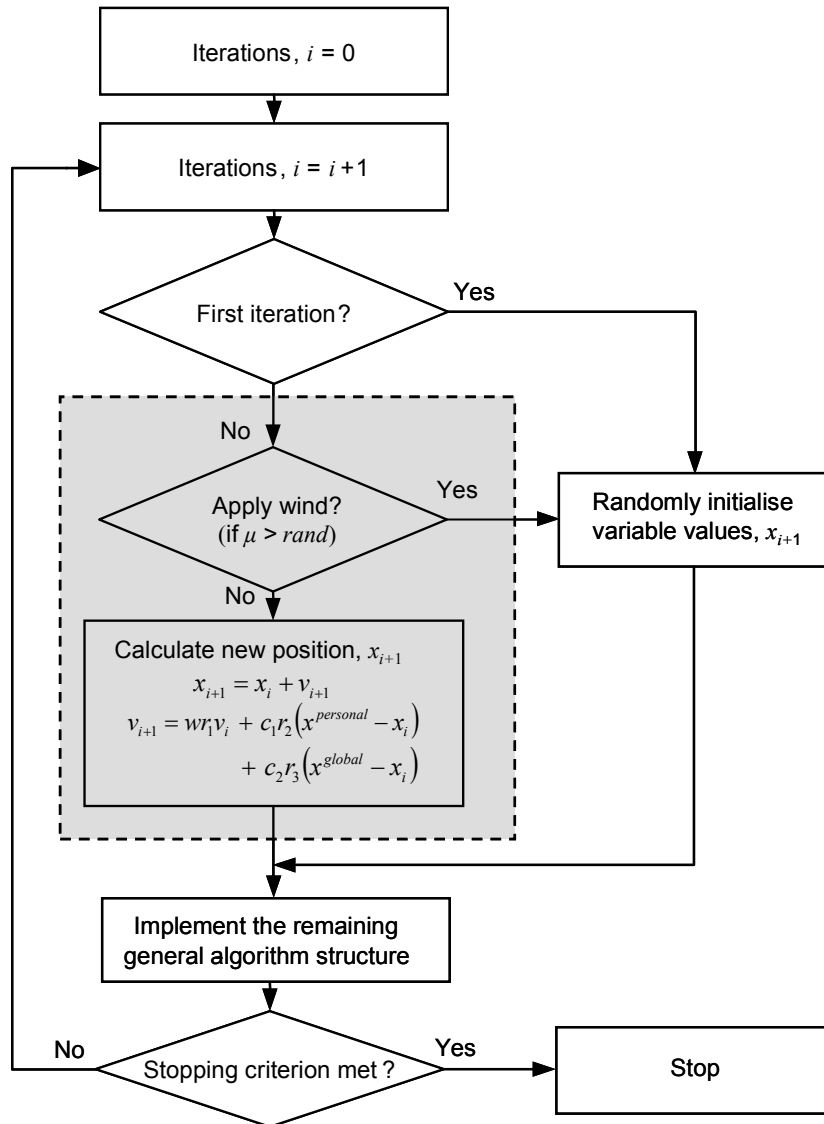 Iterations, i = 0
Iterations, i = i+1
First iteration?
Yes
No
Apply wind?
(if μ > rand)
Yes
No
Randomly initialise
variable values, x_{i+1}
Calculate new position, x_{i+1}
x_{i+1} = x_i + v_{i+1}
v_{i+1} = wr_1v_i + c_1r_2(x^{personal} − x_i)
+ c_2r_3(x^{global} − x_i)
Implement the remaining
general algorithm structure
Stopping criterion met?
No
Yes
Stop